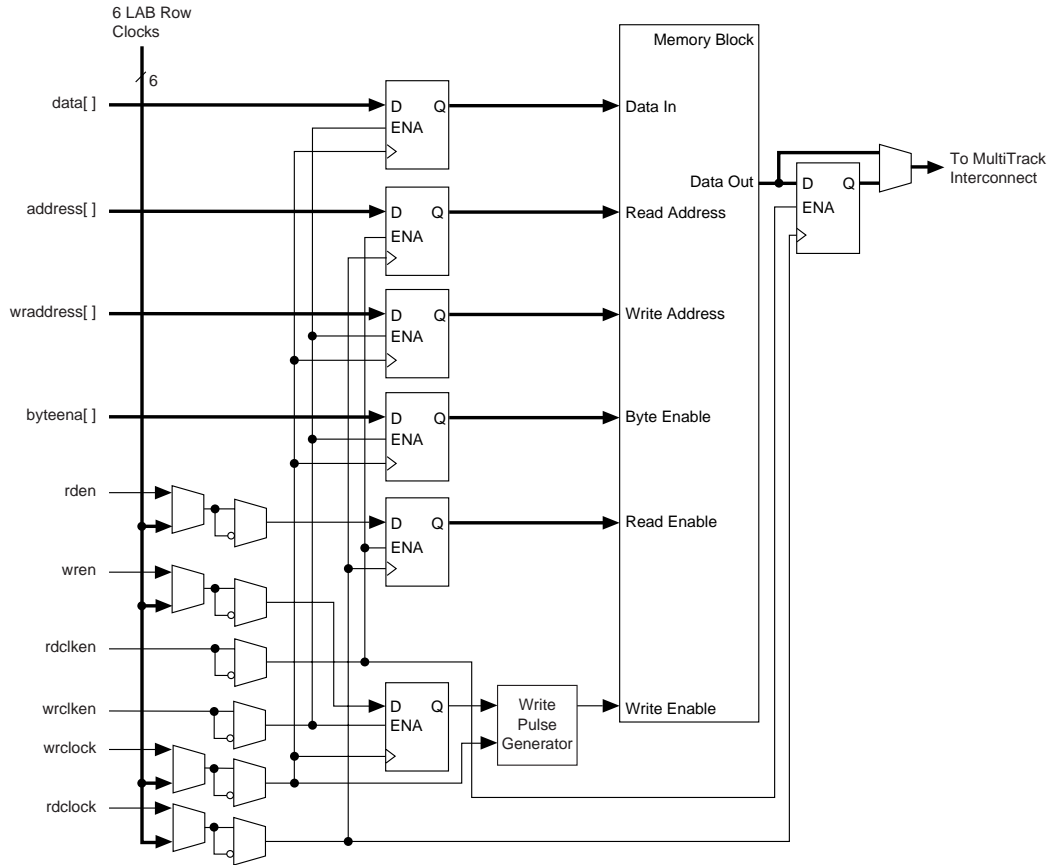 6 LAB Row
Clocks
6
Memory Block
data[ ]
D Q
ENA
Data In
To MultiTrack
Interconnect
Data Out
D Q
ENA
address[ ]
D Q
ENA
Read Address
wraddress[ ]
D Q
ENA
Write Address
byteena[ ]
D Q
ENA
Byte Enable
rden
D Q
ENA
Read Enable
wren
rdclken
wrclken
D Q
ENA
Write
Pulse
Generator
Write Enable
wrclock
rdclock